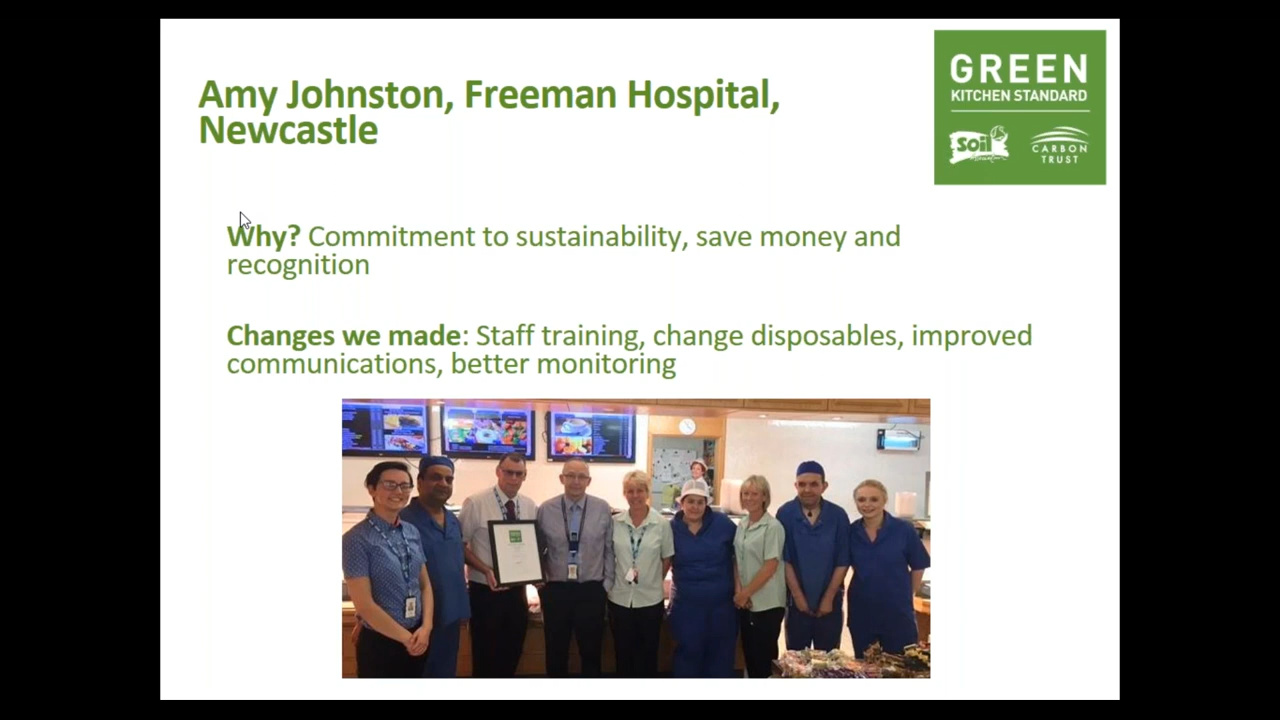 Amy Johnston, Freeman Hospital,
Newcastle
GREEN
KITCHEN STANDARD
Soil
CARBON
TRUST
Why? Commitment to sustainability, save money and
recognition
Changes we made: Staff training, change disposables, improved
communications, better monitoring